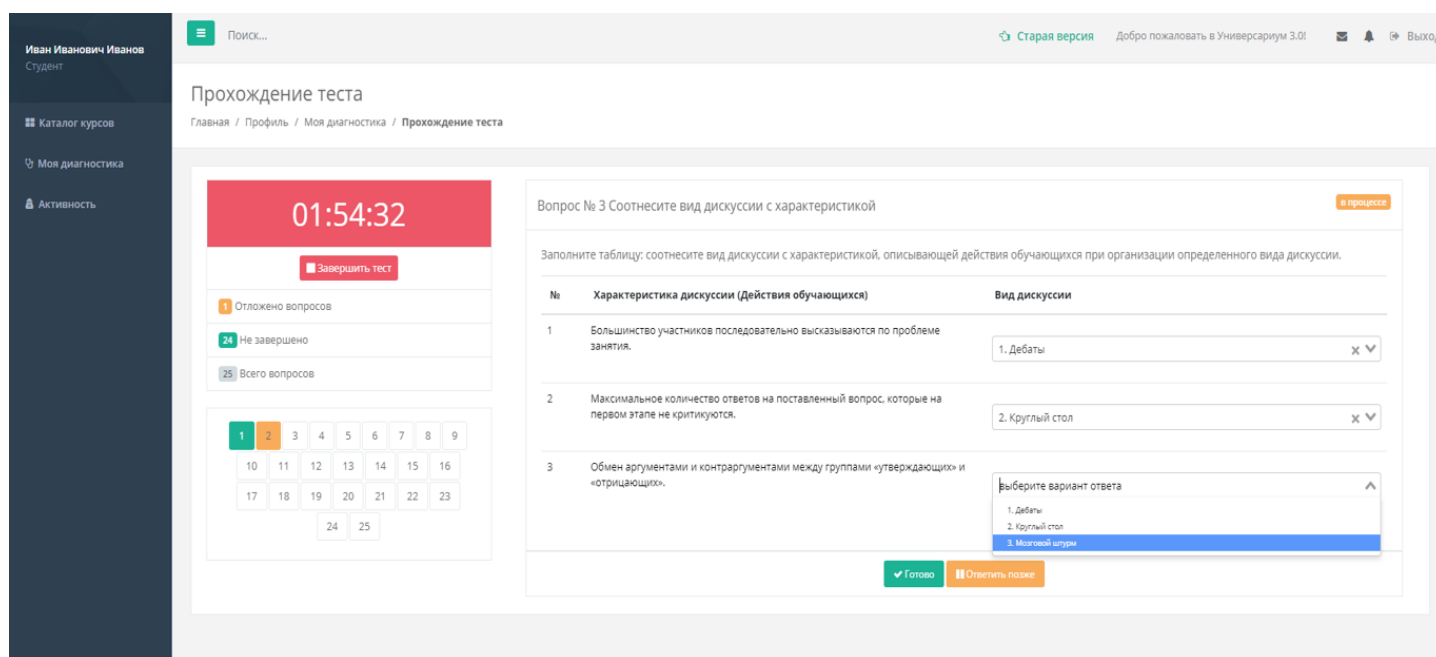 Иван Иванович Иванов
Студент
Каталог курсов
Моя диагностика
Активность
Поиск...
Старая версия
Добро пожаловать в Универсариум 3.0!
Выход
Прохождение теста
Главная / Профиль / Моя диагностика / Прохождение теста
01:54:32
Завершить тест
1 Отложено вопросов
24 Не завершено
25 Всего вопросов
1 2 3 4 5 6 7 8 9
10 11 12 13 14 15 16
17 18 19 20 21 22 23
24 25
Вопрос № 3 Соотнесите вид дискуссии с характеристикой
в процессе
Заполните таблицу: соотнесите вид дискуссии с характеристикой, описывающей действия обучающихся при организации определенного вида дискуссии.
№ Характеристика дискуссии (Действия обучающихся) Вид дискуссии
1 Большинство участников последовательно высказываются по проблеме
занятия.
1. Дебаты
2 Максимальное количество ответов на поставленный вопрос, которые на
первом этапе не критикуются.
2. Круглый стол
3 Обмен аргументами и контраргументами между группами «утверждающих» и
«отрицающих».
выберите вариант ответа
1. Дебаты
2. Круглый стол
3. Мозговой штурм
Готово
Ответить позже